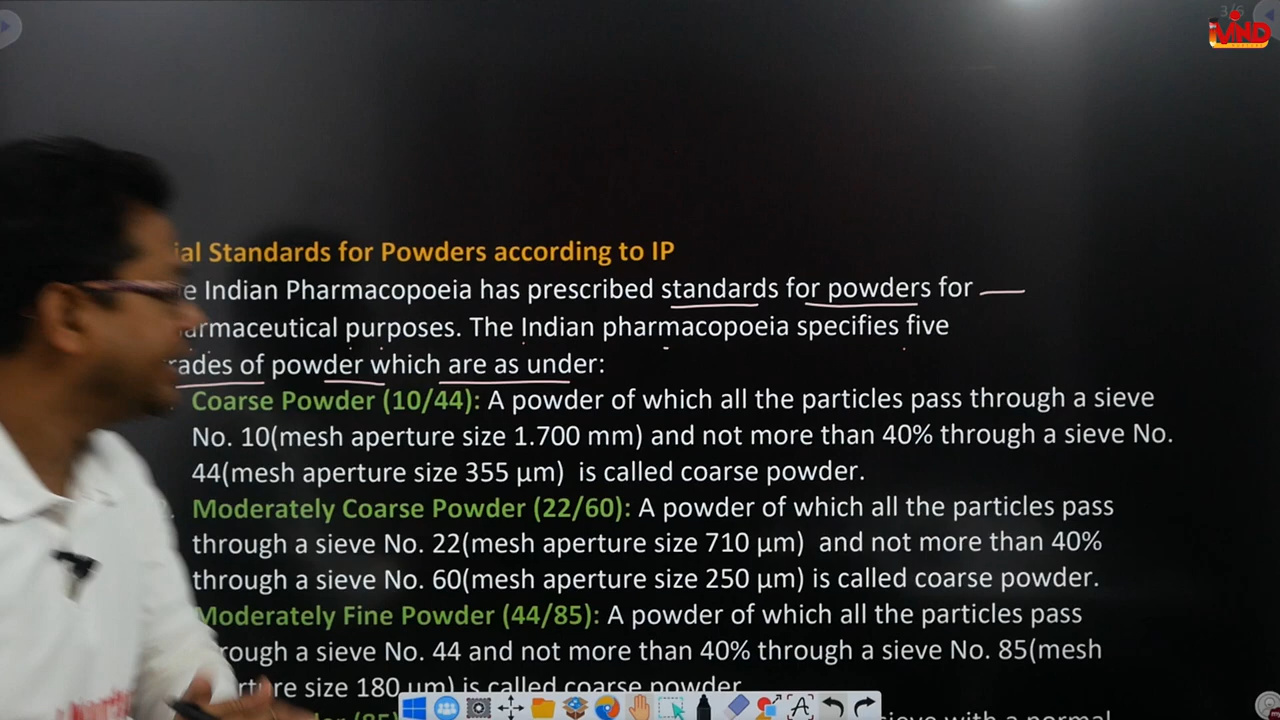 3/6
MIND
ial Standards for Powders according to IP
e Indian Pharmacopoeia has prescribed standards for powders for
armaceutical purposes. The Indian pharmacopoeia specifies five
ades of powder which are as under:
Coarse Powder (10/44): A powder of which all the particles pass through a sieve
No. 10(mesh aperture size 1.700 mm) and not more than 40% through a sieve No.
44(mesh aperture size 355 μm) is called coarse powder.
Moderately Coarse Powder (22/60): A powder of which all the particles pass
through a sieve No. 22(mesh aperture size 710 μm) and not more than 40%
through a sieve No. 60(mesh aperture size 250 μm) is called coarse powder.
Moderately Fine Powder (44/85): A powder of which all the particles pass
rough a sieve No. 44 and not more than 40% through a sieve No. 85(mesh
rture size 180 μm) is called coarse powder